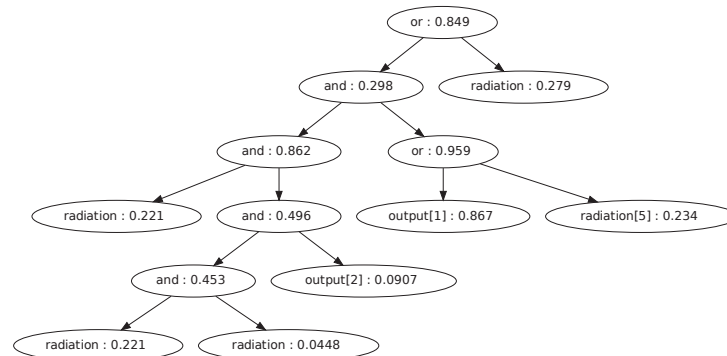 or : 0.849
and : 0.298
radiation : 0.279
and : 0.862
or : 0.959
radiation : 0.221
and : 0.496
output[1] : 0.867
radiation[5] : 0.234
and : 0.453
output[2] : 0.0907
radiation : 0.221
radiation : 0.0448